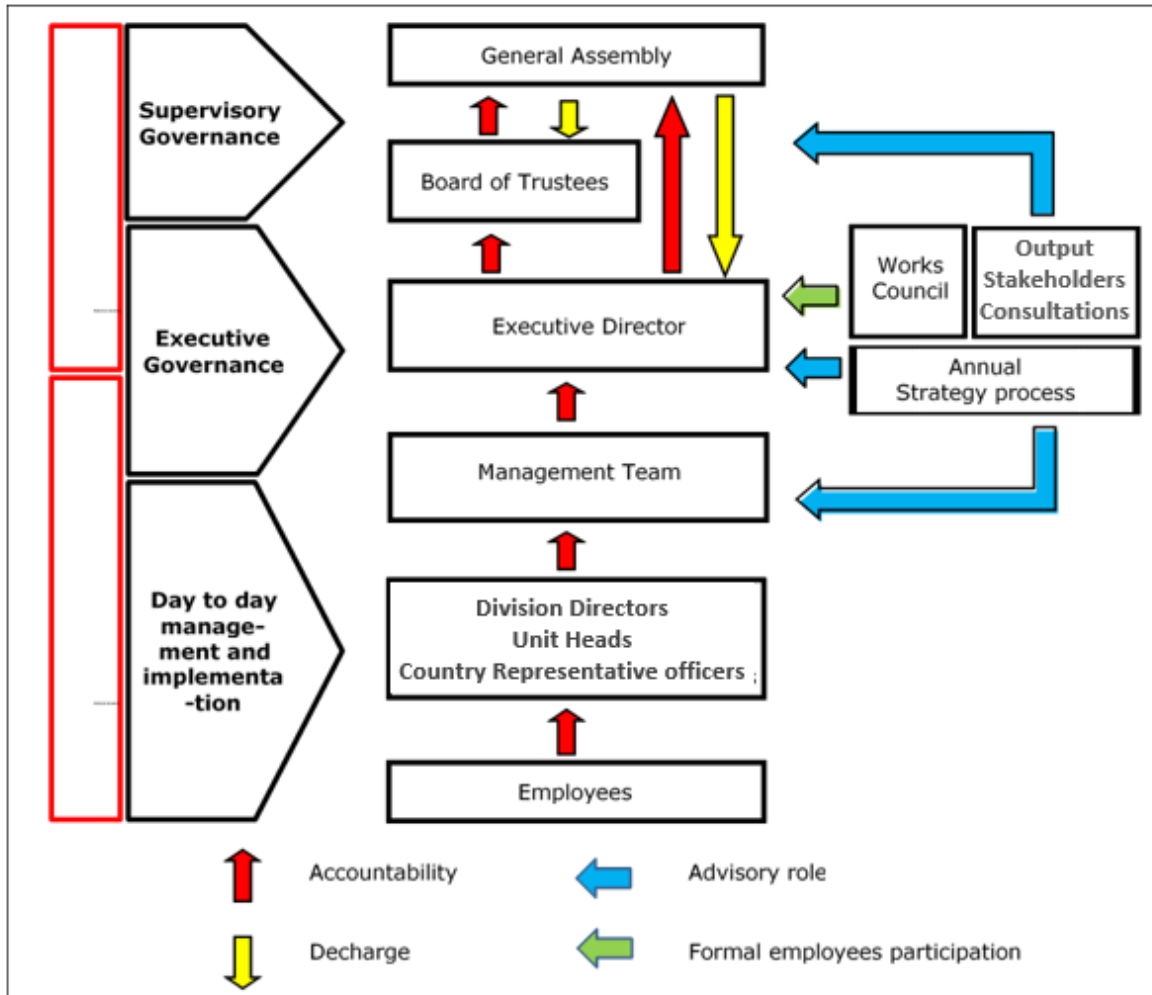 General Assembly
Supervisory
Governance
Board of Trustees
Works
Council
Output
Stakeholders
Consultations
Executive Director
Executive
Governance
Annual
Strategy process
Management Team
Day to day
manage-
ment and
implementa
-tion
Division Directors
Unit Heads
Country Representative officers ;
Employees
Accountability
Advisory role
Decharge
Formal employees participation